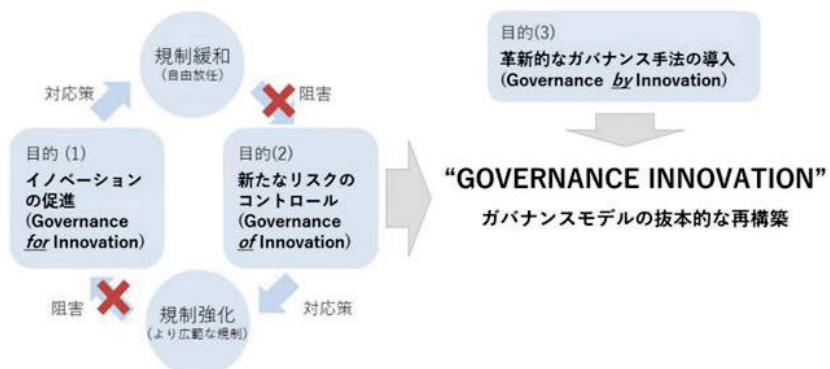 規制緩和
(自由放任)
対応策
阻害
目的 (1)
イノベーション
の促進
(Governance
for Innovation)
目的(2)
新たなリスクの
コントロール
(Governance
of Innovation)
阻害
規制強化
(より広範な規制)
対応策
目的(3)
革新的なガバナンス手法の導入
(Governance by Innovation)
“GOVERNANCE INNOVATION”
ガバナンスモデルの抜本的な再構築